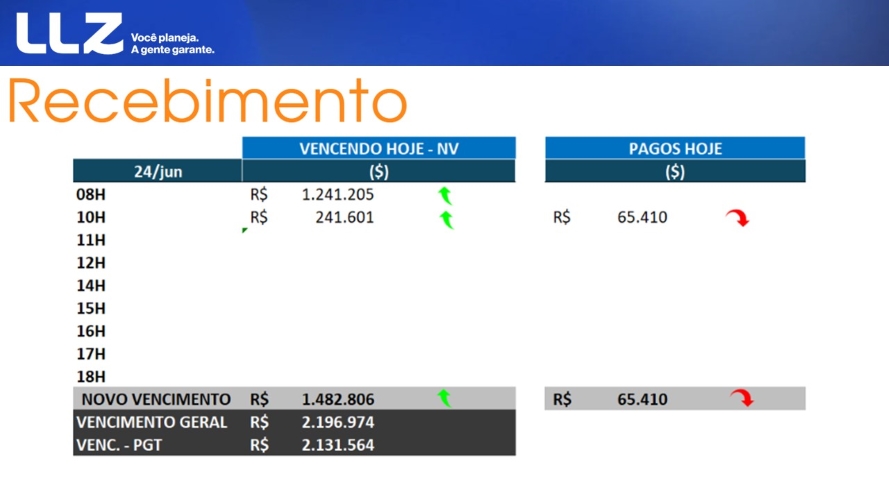 LLZ Você planeja.
A gente garante.
Recebimento
VENCENDO HOJE - NV PAGOS HOJE
24/jun ($) ($)
08H R$ 1.241.205
10H R$ 241.601 R$ 65.410
11H
12H
14H
15H
16H
17H
18H
NOVO VENCIMENTO R$ 1.482.806 R$ 65.410
VENCIMENTO GERAL R$ 2.196.974
VENC. - PGT R$ 2.131.564